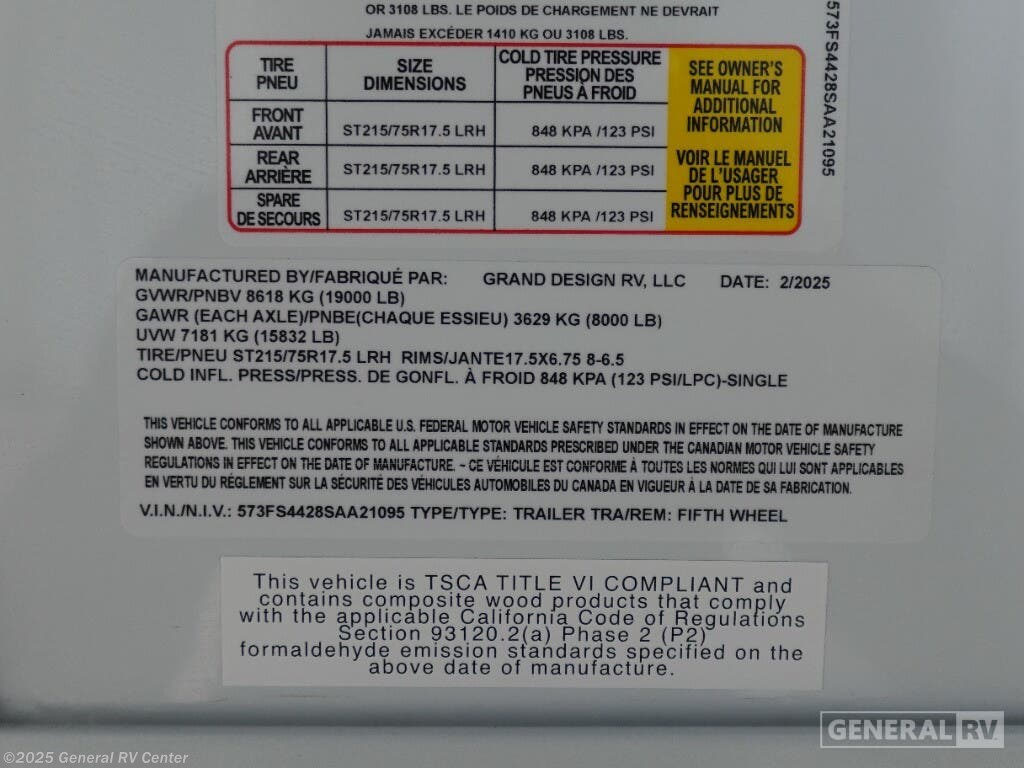 OR 3108 LBS. LE POIDS DE CHARGEMENT NE DEVRAIT
JAMAIS EXCÉDER 1410 KG OU 3108 LBS.
TIRE SIZE COLD TIRE PRESSURE
PNEU DIMENSIONS PRESSION DES
PNEUS À FROID
FRONT
AVANT ST215/75R17.5 LRH 848 KPA /123 PSI
REAR
ARRIÈRE ST215/75R17.5 LRH 848 KPA /123 PSI
SPARE
DE SECOURS ST215/75R17.5 LRH 848 KPA /123 PSI
SEE OWNER'S
MANUAL FOR
ADDITIONAL
INFORMATION
VOIR LE MANUEL
DE L'USAGER
POUR PLUS DE
RENSEIGNEMENTS
573FS4428SAA21095
MANUFACTURED BY/FABRIQUÉ PAR: GRAND DESIGN RV, LLC DATE: 2/2025
GVWR/PNBV 8618 KG (19000 LB)
GAWR (EACH AXLE)/PNBE(CHAQUE ESSIEU) 3629 KG (8000 LB)
UVW 7181 KG (15832 LB)
TIRE/PNEU ST215/75R17.5 LRH RIMS/JANTE17.5X6.75 8-6.5
COLD INFL. PRESS/PRESS. DE GONFL. À FROID 848 KPA (123 PSI/LPC)-SINGLE
THIS VEHICLE CONFORMS TO ALL APPLICABLE U.S. FEDERAL MOTOR VEHICLE SAFETY STANDARDS IN EFFECT ON THE DATE OF MANUFACTURE
SHOWN ABOVE. THIS VEHICLE CONFORMS TO ALL APPLICABLE STANDARDS PRESCRIBED UNDER THE CANADIAN MOTOR VEHICLE SAFETY
REGULATIONS IN EFFECT ON THE DATE OF MANUFACTURE. ~ CE VÉHICULE EST CONFORME À TOUTES LES NORMES QUI LUI SONT APPLICABLES
EN VERTU DU RÉGLEMENT SUR LA SÉCURITÉ DES VÉHICULES AUTOMOBILES DU CANADA EN VIGUEUR À LA DATE DE SA FABRICATION.
V.I.N./N.I.V.: 573FS4428SAA21095 TYPE/TYPE: TRAILER TRA/REM: FIFTH WHEEL
This vehicle is TSCA TITLE VI COMPLIANT and
contains composite wood products that comply
with the applicable California Code of Regulations
Section 93120.2(a) Phase 2 (P2)
formaldehyde emission standards specified on the
above date of manufacture.
GENERAL RV
©2025 General RV Center